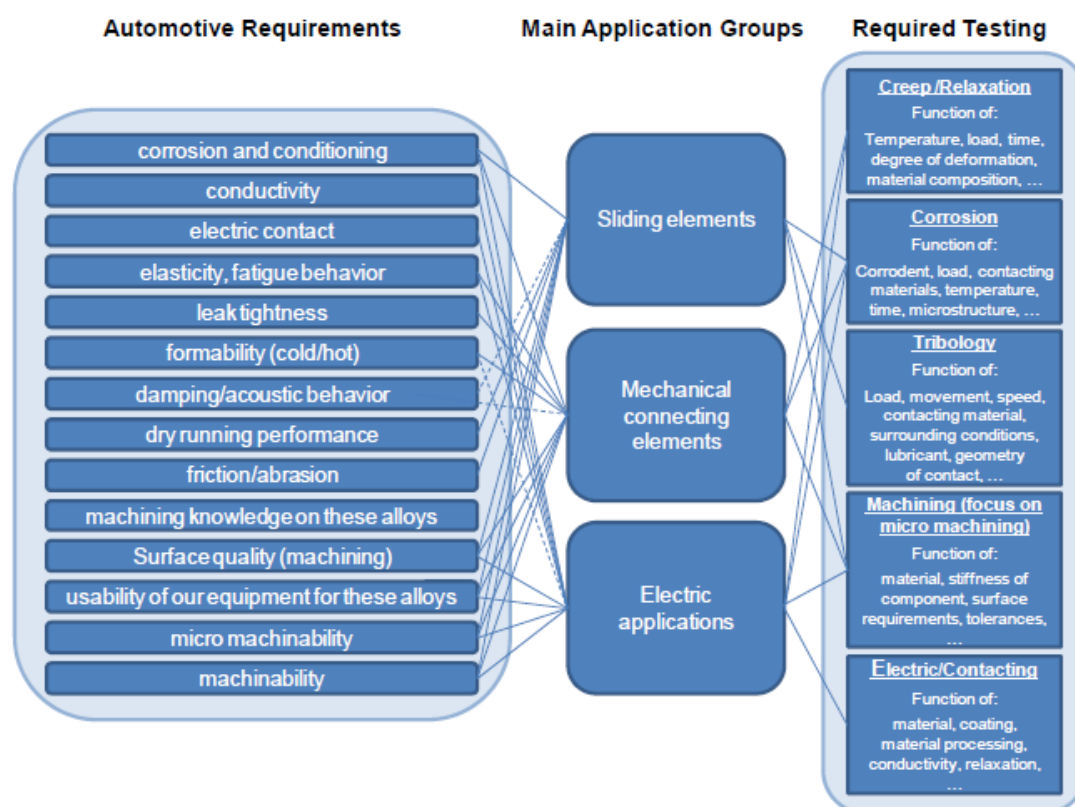 Automotive Requirements
Main Application Groups
Required Testing
corrosion and conditioning
conductivity
electric contact
elasticity, fatigue behavior
leak tightness
formability (cold/hot)
damping/acoustic behavior
dry running performance
friction/abrasion
machining knowledge on these alloys
Surface quality (machining)
usability of our equipment for these alloys
micro machinability
machinability
Sliding elements
Mechanical
connecting
elements
Electric
applications
Creep/Relaxation
Function of:
Temperature, load, time,
degree of deformation,
material composition, ...
Corrosion
Function of:
Corrodent, load, contacting
materials, temperature,
time, microstructure, ...
Tribology
Function of:
Load, movement, speed,
contacting material,
surrounding conditions,
lubricant, geometry
of contact, ...
Machining (focus on
micro machining)
Function of:
material, stiffness of
component, surface
requirements, tolerances,
...
Electric/Contacting
Function of:
material, coating,
material processing,
conductivity, relaxation,
...